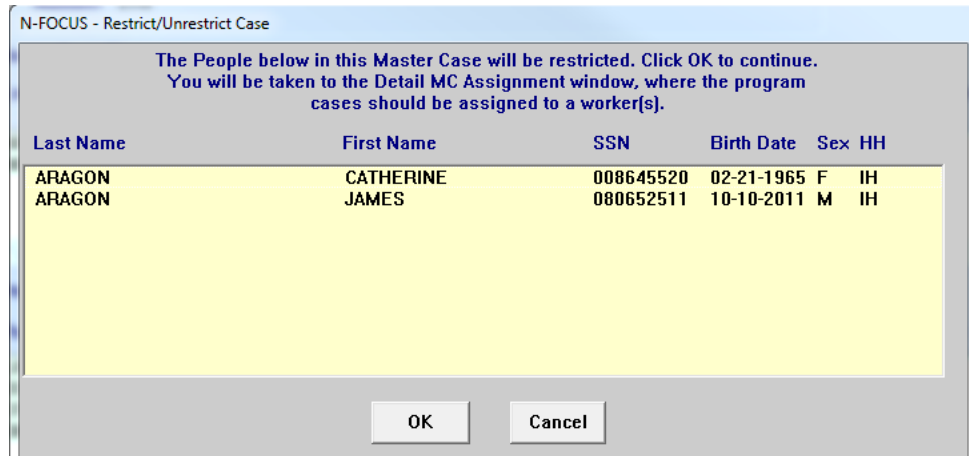 N-FOCUS - Restrict/Unrestrict Case
The People below in this Master Case will be restricted. Click OK to continue.
You will be taken to the Detail MC Assignment window, where the program
cases should be assigned to a worker(s).
Last Name First Name SSN Birth Date Sex HH
ARAGON CATHERINE 008645520 02-21-1965 F IH
ARAGON JAMES 080652511 10-10-2011 M IH
OK Cancel